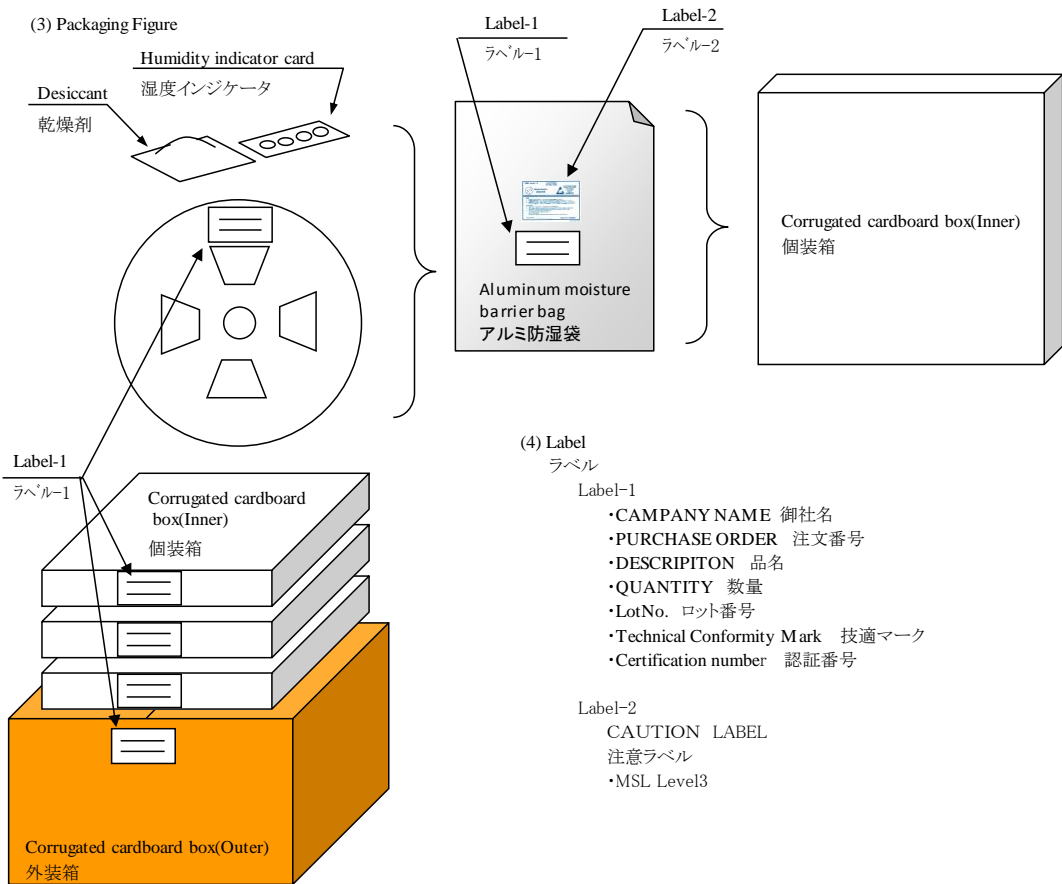 (3) Packaging Figure
Label-1
ラベル-1
Label-2
ラベル-2
Humidity indicator card
湿度インジケータ
Desiccant
乾燥剤
Aluminum moisture
barrier bag
アルミ防湿袋
Corrugated cardboard box(Inner)
個装箱
Label-1
ラベル-1
Corrugated cardboard
box(Inner)
個装箱
Corrugated cardboard box(Outer)
外装箱
(4) Label
ラベル
Label-1
・CAMPANY NAME 御社名
・PURCHASE ORDER 注文番号
・DESCRIPITON 品名
・QUANTITY 数量
・LotNo. ロット番号
・Technical Conformity Mark 技適マーク
・Certification number 認証番号
Label-2
CAUTION LABEL
注意ラベル
・MSL Level3